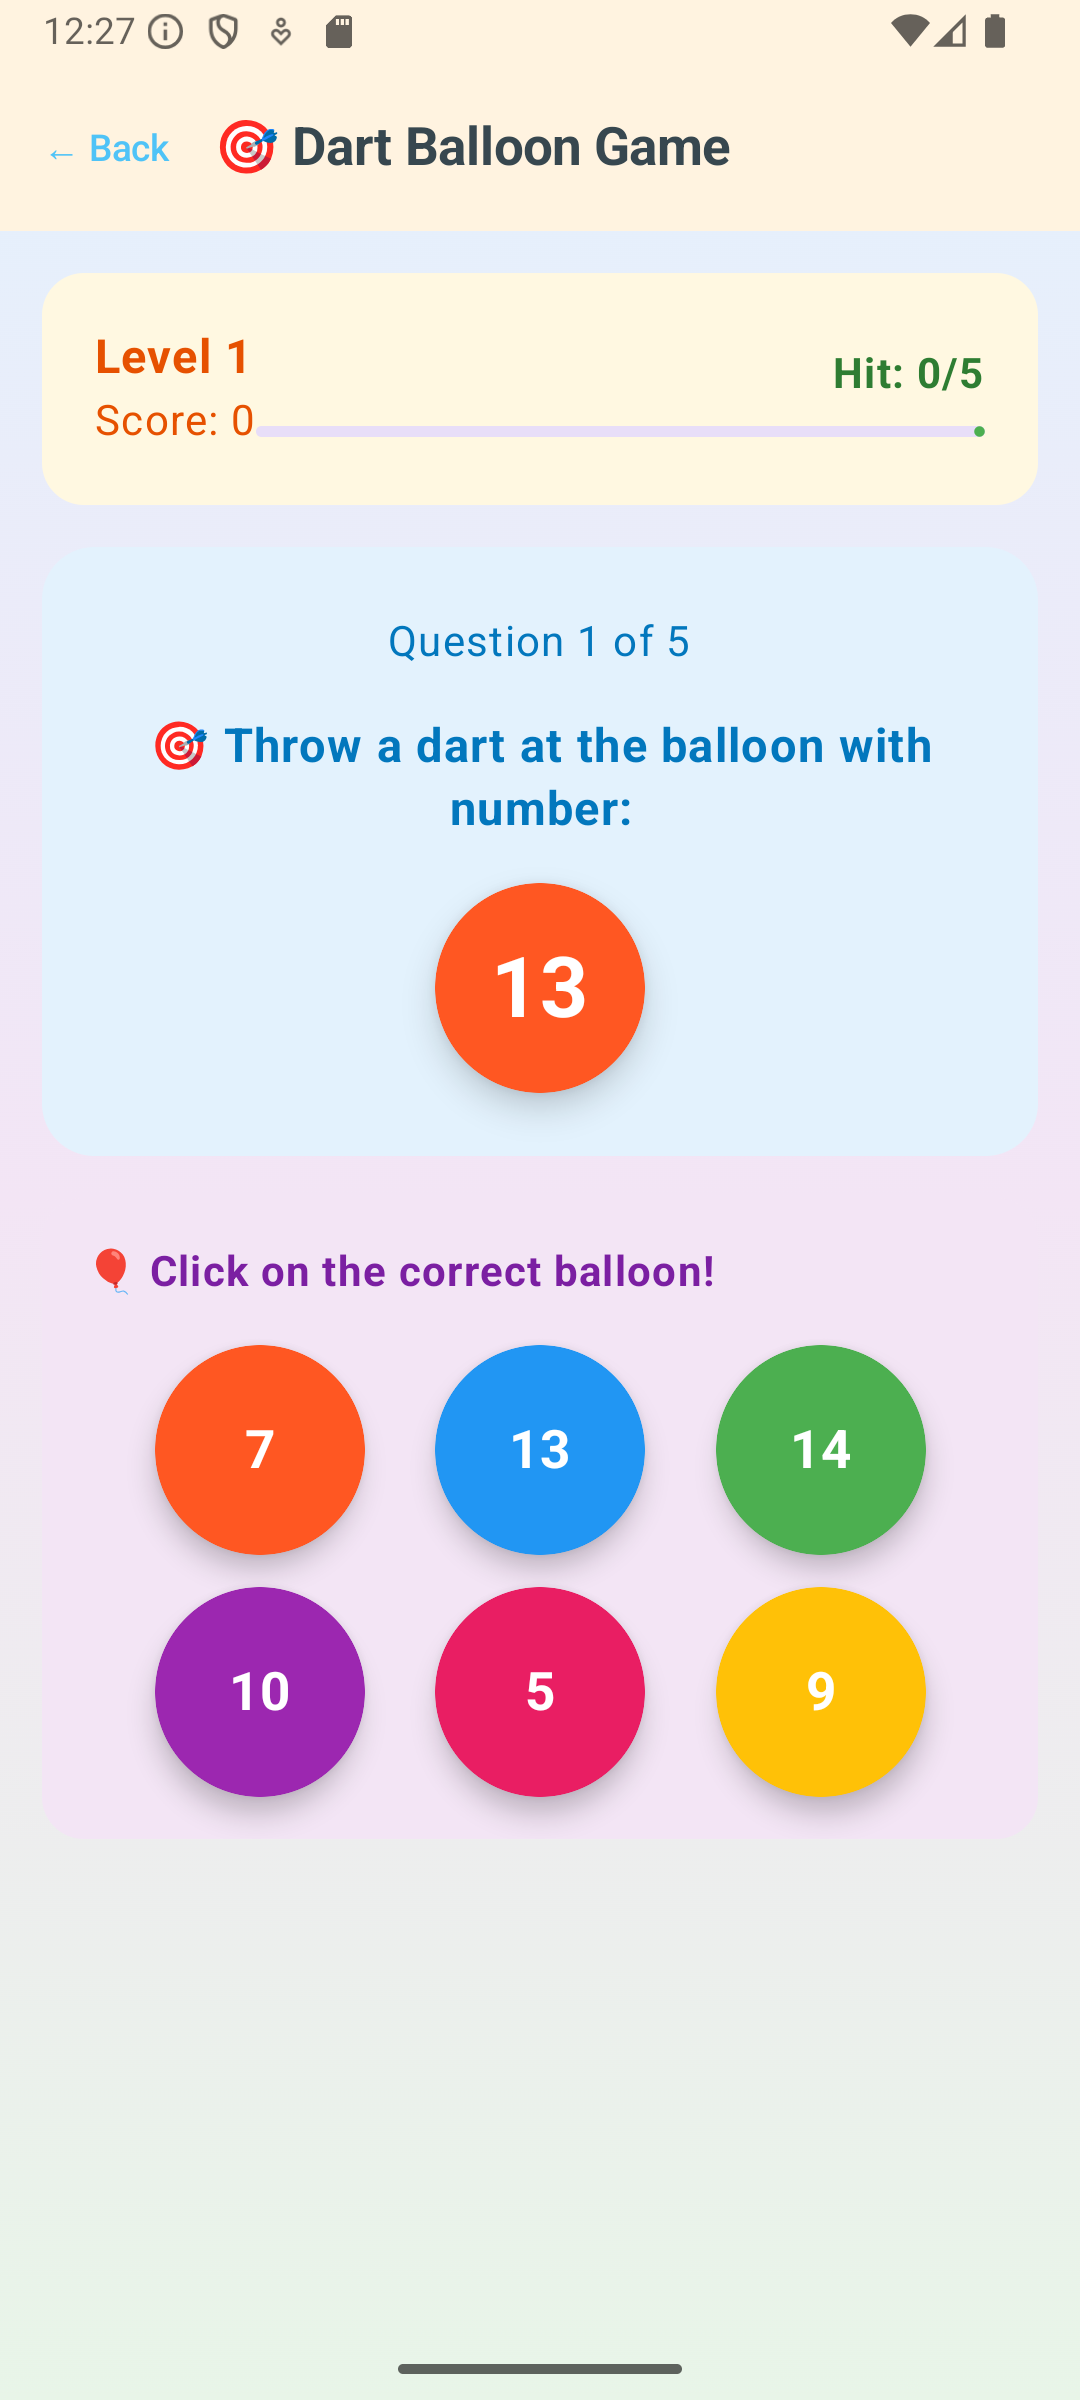 12:27
← Back
Dart Balloon Game
Level 1
Hit: 0/5
Score: 0
Question 1 of 5
Throw a dart at the balloon with
number:
13
Click on the correct balloon!
7
13
14
10
5
9